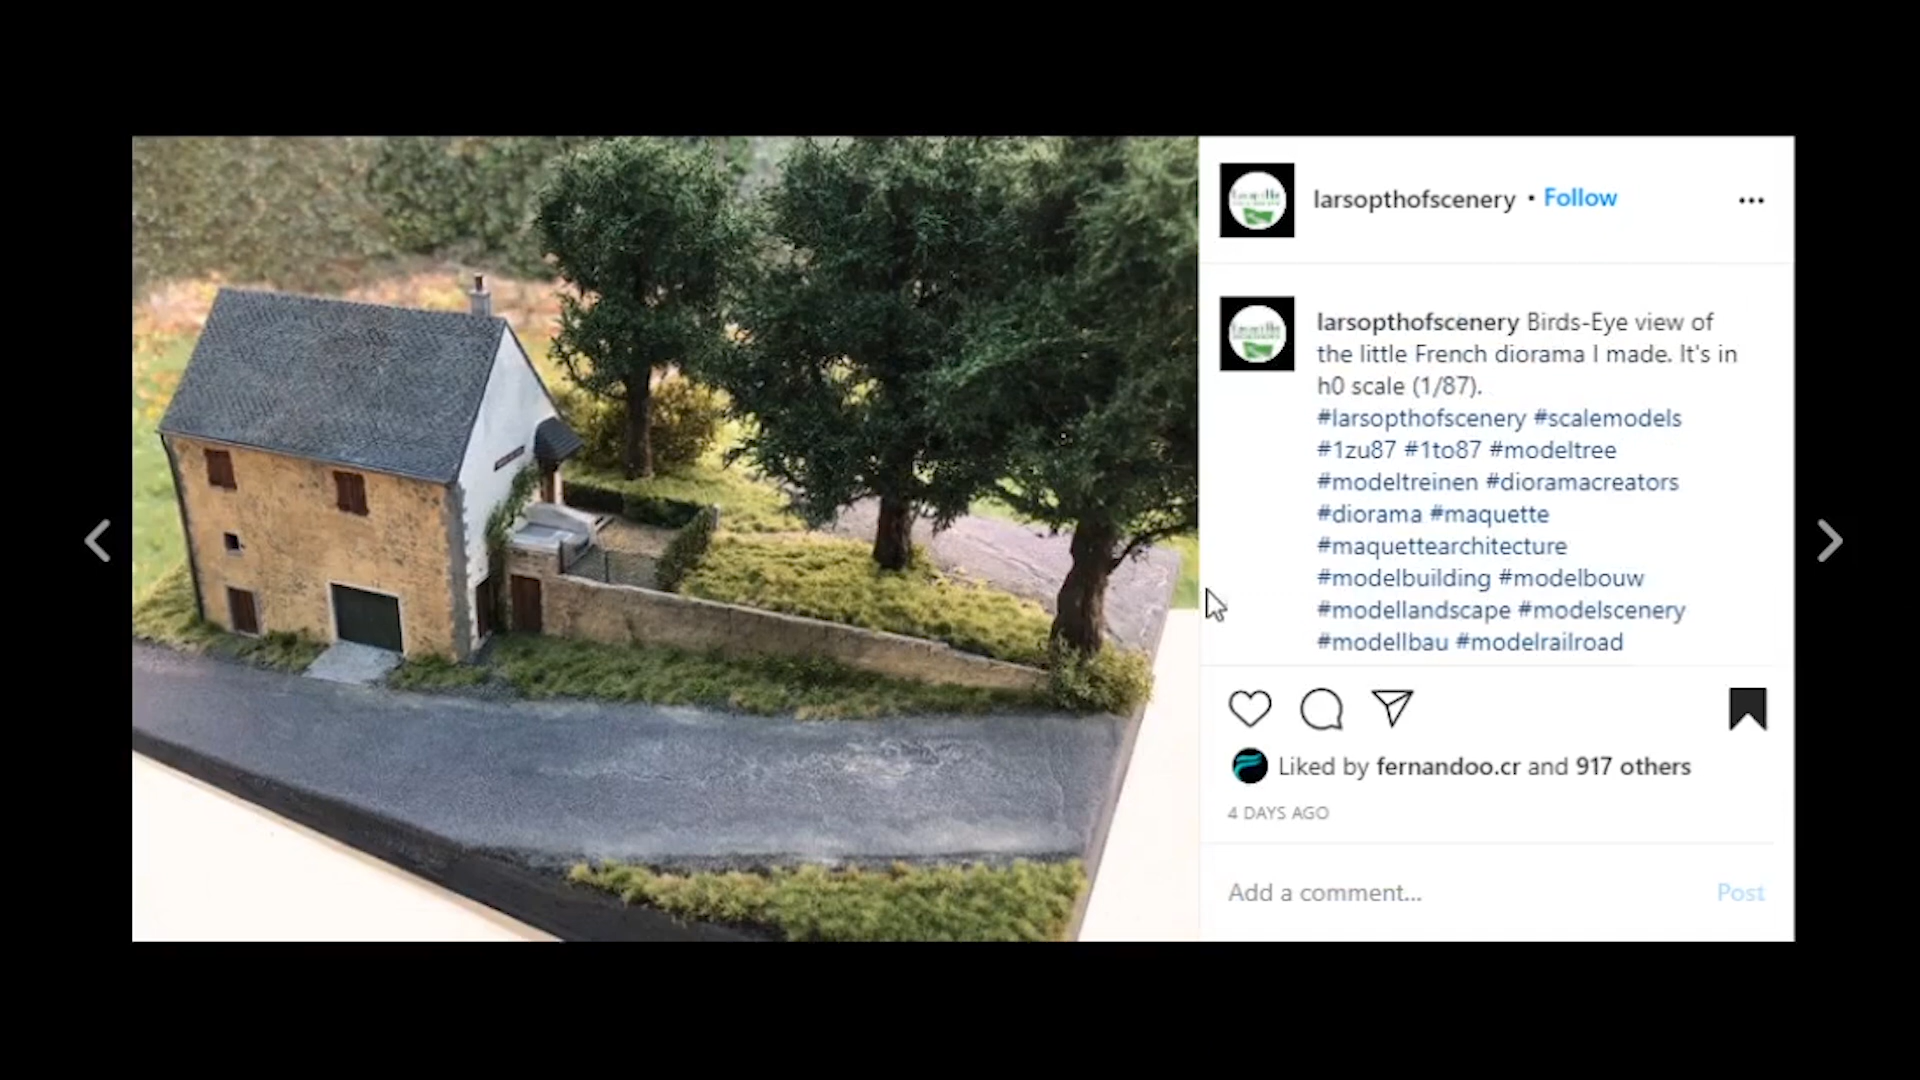 larsopthofscenery • Follow
larsopthofscenery Birds-Eye view of
the little French diorama I made. It's in
h0 scale (1/87).
#larsopthofscenery #scalemodels
#1zu87 #1to87 #modeltree
#modeltreinen #dioramacreators
#diorama #maquette
#maquettearchitecture
#modelbuilding #modelbouw
#modellandscape #modelscenery
#modellbau #modelrailroad
Liked by fernandoo.cr and 917 others
4 DAYS AGO
Add a comment...
Post